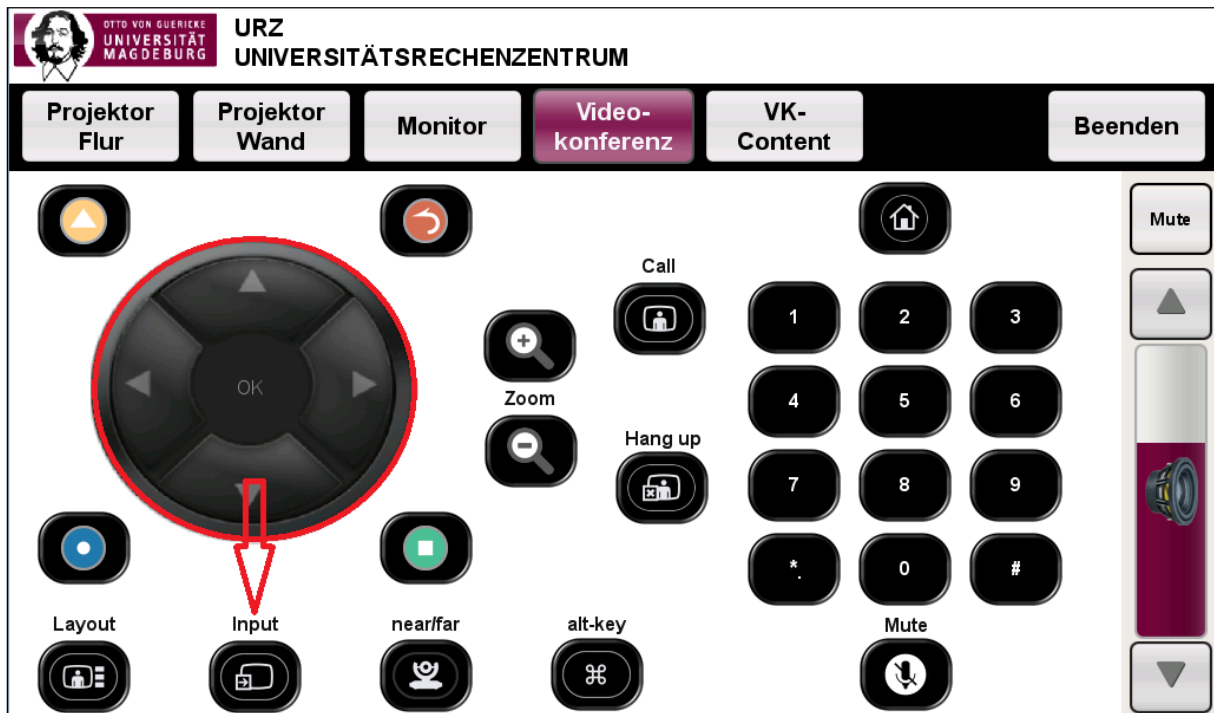 OTTO VON GUERICKE
UNIVERSITÄT
MAGDEBURG
URZ
UNIVERSITÄTSRECHENZENTRUM
Projektor
Flur
Projektor
Wand
Monitor
Video-
konferenz
VK-
Content
Beenden
Mute
Call
1
2
3
OK
Zoom
4
5
6
Hang up
7
8
9
*.
0
#
Layout
Input
near/far
alt-key
Mute